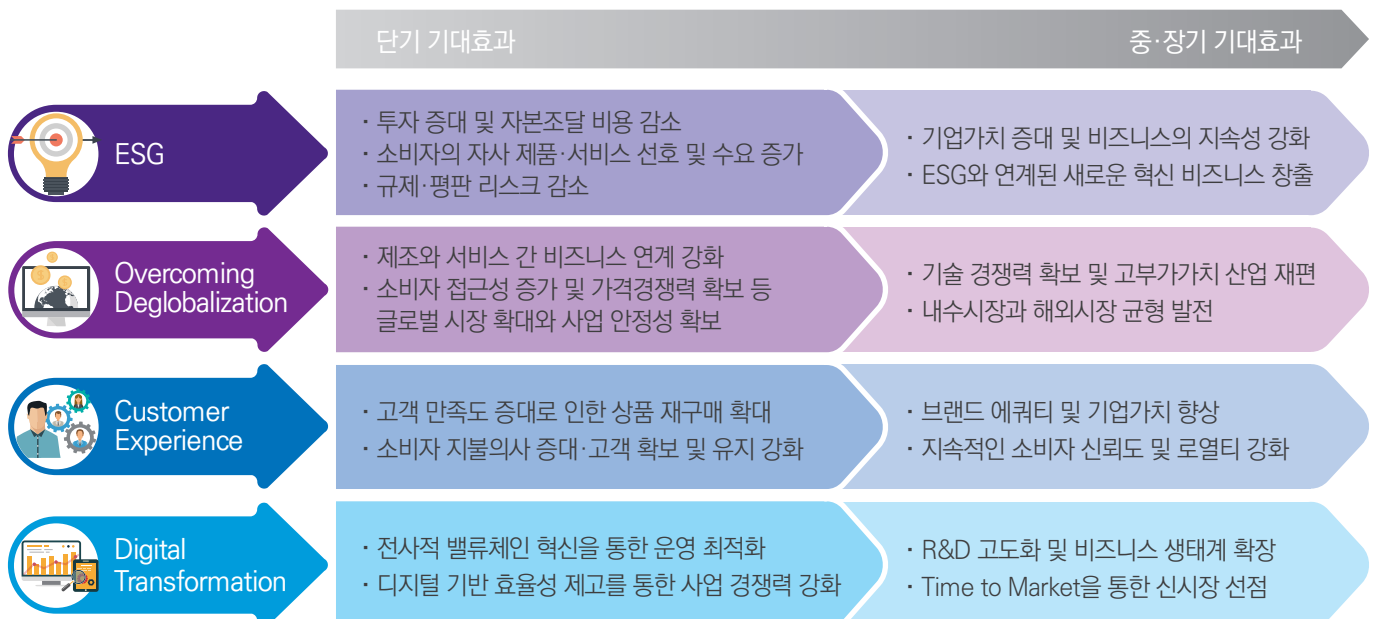 단기 기대효과
중·장기 기대효과
ESG
· 투자 증대 및 자본조달 비용 감소
· 소비자의 자사 제품·서비스 선호 및 수요 증가
· 규제·평판 리스크 감소
· 기업가치 증대 및 비즈니스의 지속성 강화
· ESG와 연계된 새로운 혁신 비즈니스 창출
Overcoming
Deglobalization
· 제조와 서비스 간 비즈니스 연계 강화
· 소비자 접근성 증가 및 가격경쟁력 확보 등
글로벌 시장 확대와 사업 안정성 확보
· 기술 경쟁력 확보 및 고부가가치 산업 재편
· 내수시장과 해외시장 균형 발전
Customer
Experience
· 고객 만족도 증대로 인한 상품 재구매 확대
· 소비자 지불의사 증대·고객 확보 및 유지 강화
· 브랜드 에쿼티 및 기업가치 향상
· 지속적인 소비자 신뢰도 및 로열티 강화
Digital
Transformation
· 전사적 밸류체인 혁신을 통한 운영 최적화
· 디지털 기반 효율성 제고를 통한 사업 경쟁력 강화
· R&D 고도화 및 비즈니스 생태계 확장
· Time to Market을 통한 신시장 선점